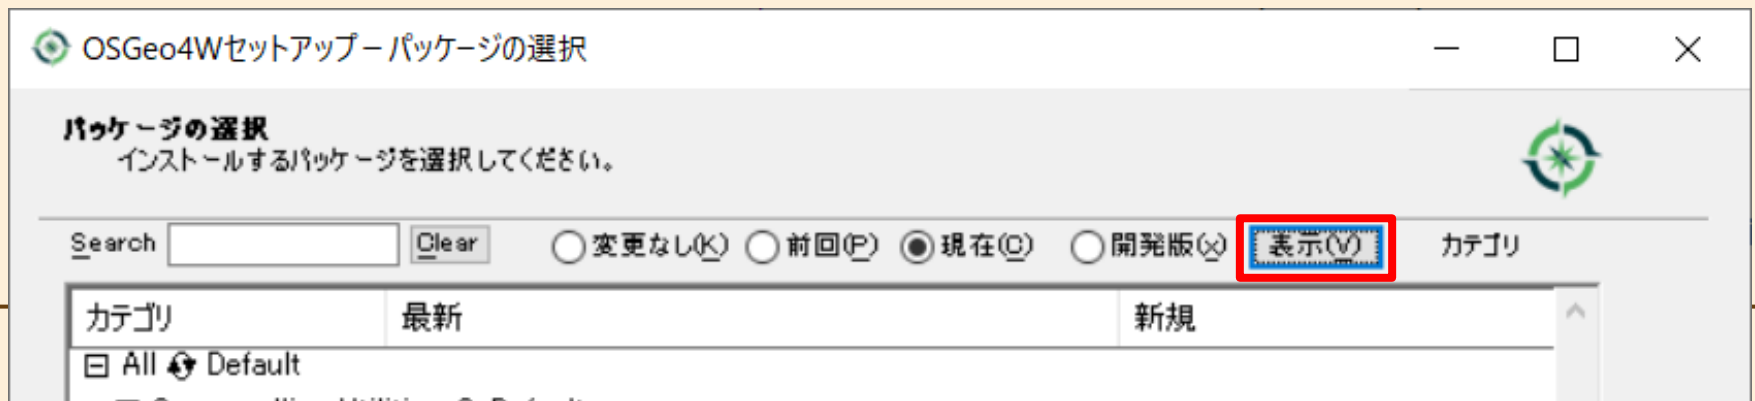 OSGeo4Wセットアップ - パッケージの選択
パッケージの選択
インストールするパッケージを選択してください。
Search Clear 変更なし(K) 前回(P) 現在(C) 開発版(x) 表示(V) カテゴリ
カテゴリ 最新 新規
All Default